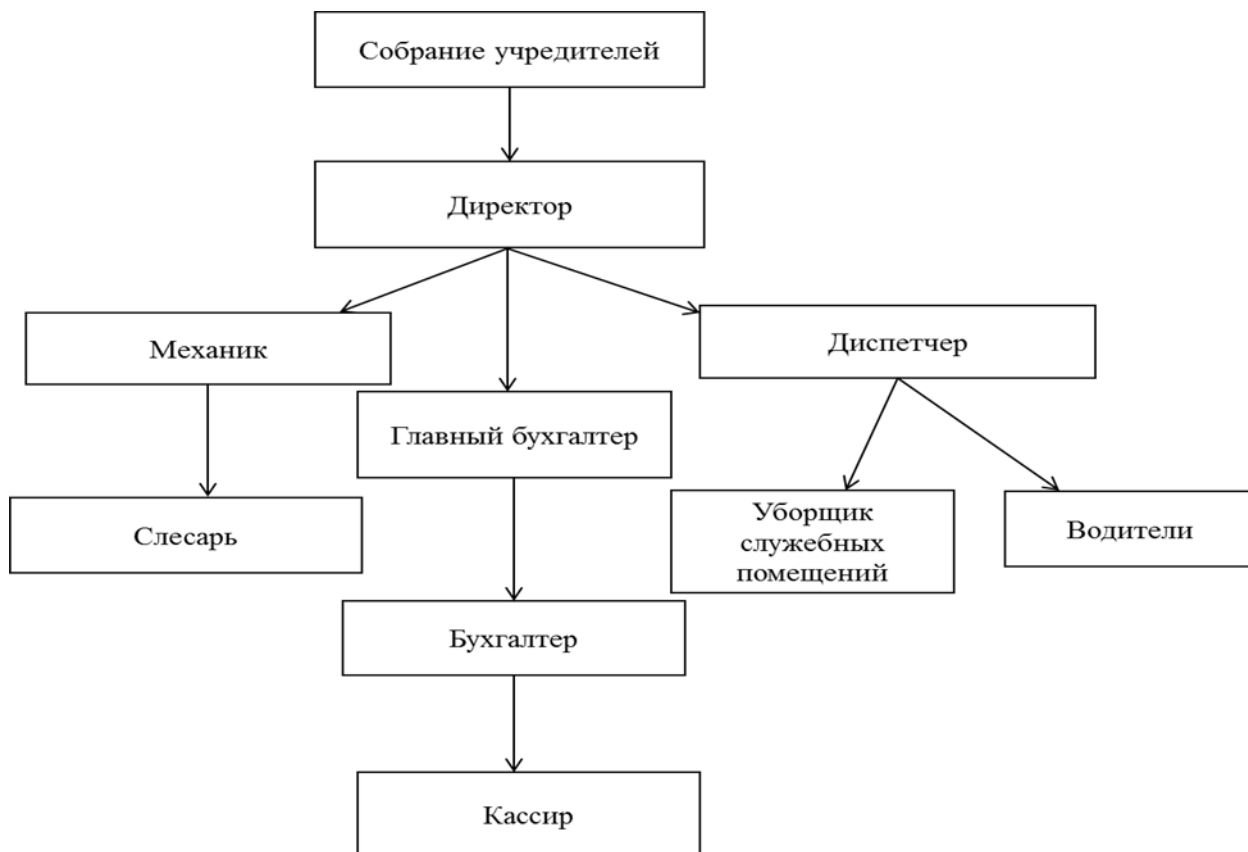 Собрание учредителей
Директор
Механик
Диспетчер
Главный бухгалтер
Слесарь
Уборщик
служебных
помещений
Водители
Бухгалтер
Кассир